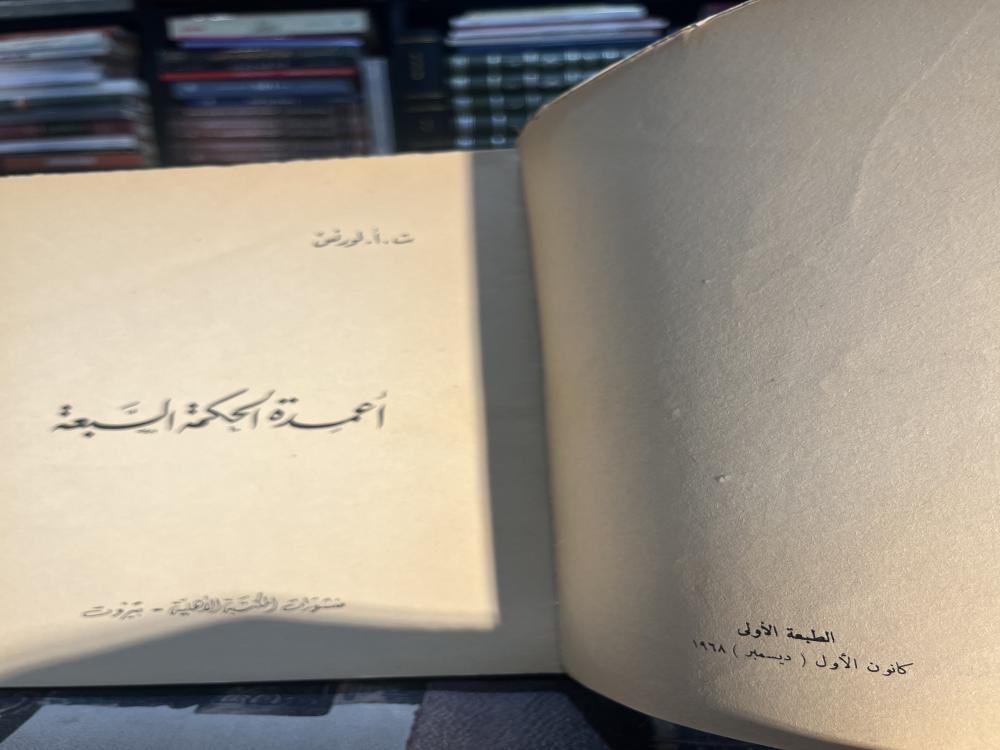 ت.أ. لورنس
أعمدة الحكمة السبعة
منشورات المكتبة الأهلية - بيروت
الطبعة الأولى
كانون الأول ( ديسمبر ) ١٩٦٨